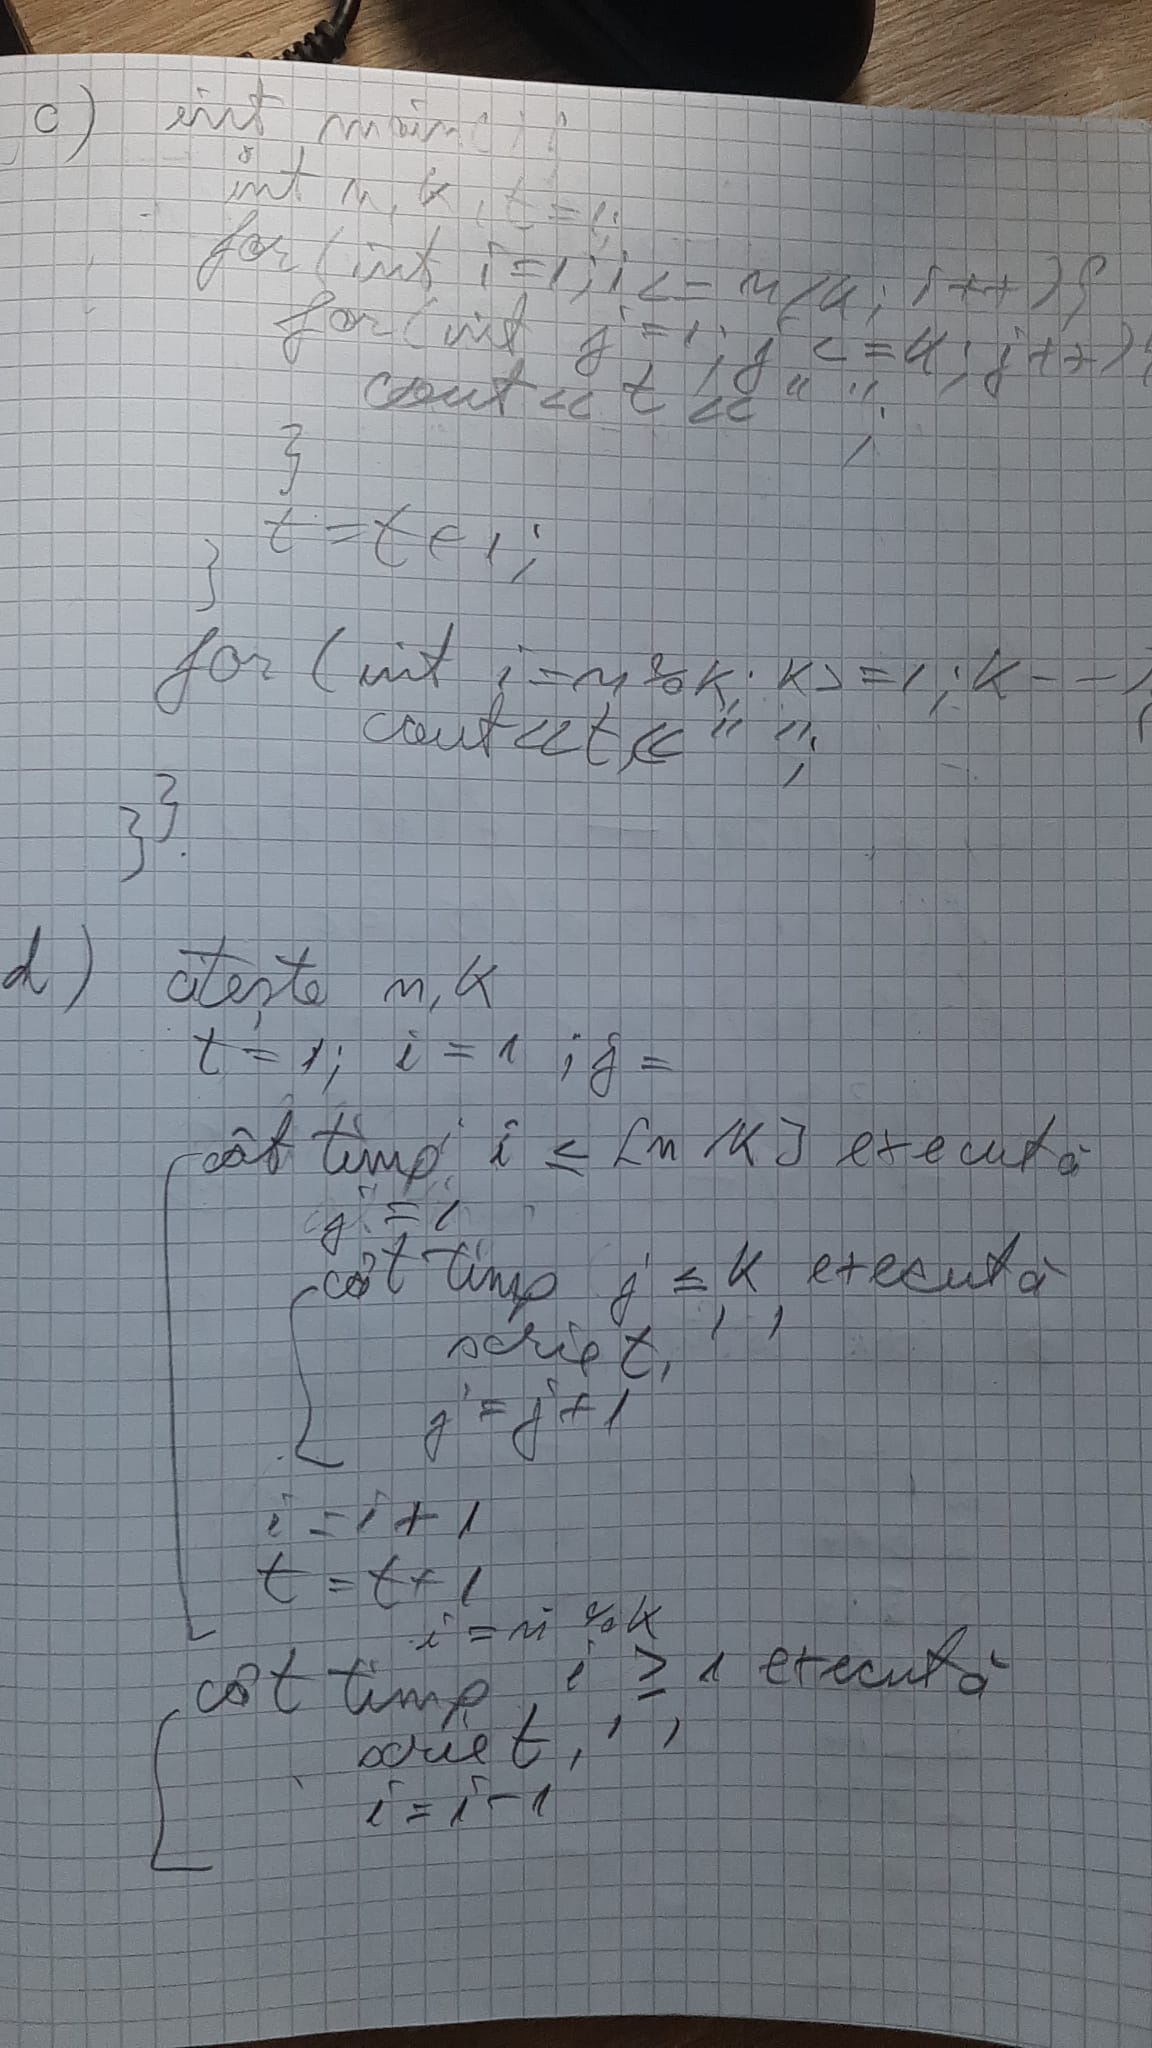 c) int main() {
int n, k, t=1;
for (int i=1; i<=n/k; i++) {
for (int j=1; j<=k; j++) {
cout<<t<<" ";
}
t=t+1;
}
for (int i=n%k; k>=1; k--) {
cout<<t<<" ";
}
}
d) citește n, k
t=1; i=1; j=
cât timp i ≤ [n/k] execută
j=1
cât timp j ≤ k execută
scrie t, ' '
j=j+1
i=i+1
t=t+1
i=n%k
cât timp i ≥ 1 execută
scrie t, ' '
i=i-1